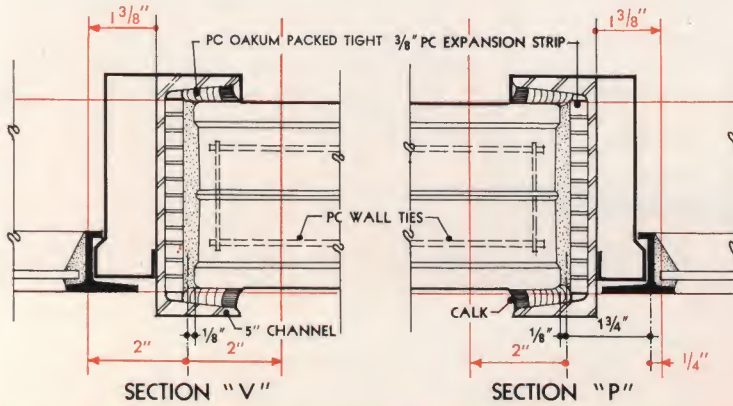 1 3/8" 1 3/8"
PC OAKUM PACKED TIGHT 3/8" PC EXPANSION STRIP
PC WALL TIES
1/8" 5" CHANNEL
CALK
1/8" 1 3/4"
2" 2"
2" 1/4"
SECTION "V"
SECTION "P"